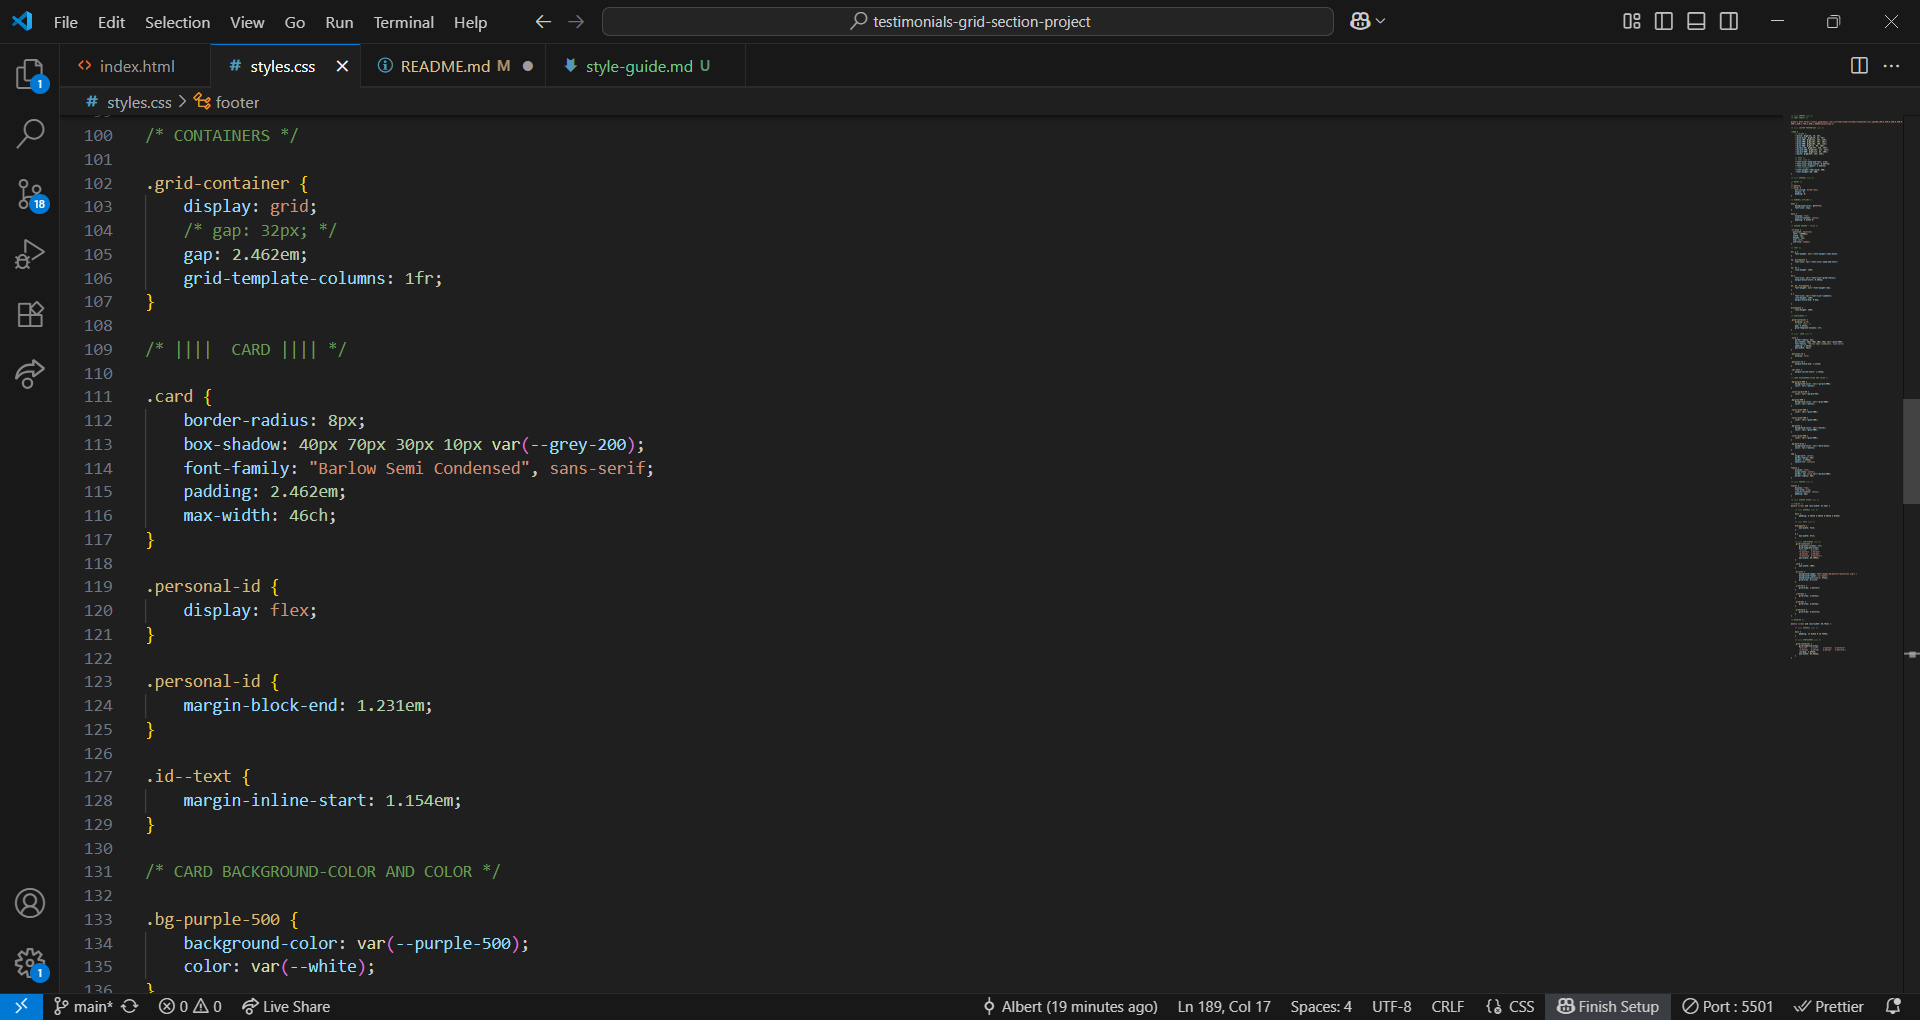 File Edit Selection View Go Run Terminal Help
testimonials-grid-section-project
index.html
# styles.css
README.md M
style-guide.md U
# styles.css > footer
1
18
1
100 /* CONTAINERS */
101
102 .grid-container {
103 display: grid;
104 /* gap: 32px; */
105 gap: 2.462em;
106 grid-template-columns: 1fr;
107 }
108
109 /* |||| CARD |||| */
110
111 .card {
112 border-radius: 8px;
113 box-shadow: 40px 70px 30px 10px var(--grey-200);
114 font-family: "Barlow Semi Condensed", sans-serif;
115 padding: 2.462em;
116 max-width: 46ch;
117 }
118
119 .personal-id {
120 display: flex;
121 }
122
123 .personal-id {
124 margin-block-end: 1.231em;
125 }
126
127 .id--text {
128 margin-inline-start: 1.154em;
129 }
130
131 /* CARD BACKGROUND-COLOR AND COLOR */
132
133 .bg-purple-500 {
134 background-color: var(--purple-500);
135 color: var(--white);
136 }
main* 0 0 Live Share Albert (19 minutes ago) Ln 189, Col 17 Spaces: 4 UTF-8 CRLF {} CSS Finish Setup Port : 5501 Prettier